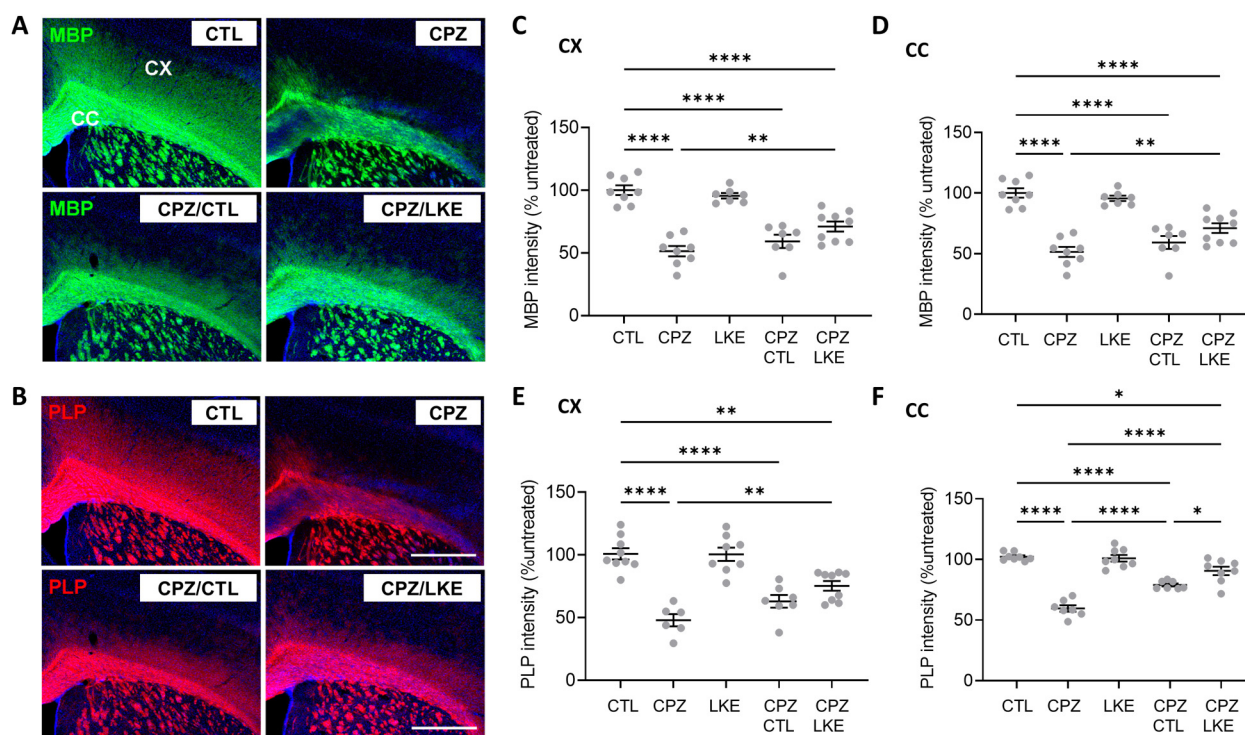 A
MBP
CTL
CX
CC
CPZ
MBP
CPZ/CTL
CPZ/LKE
C
CX
****
****
****
**
MBP intensity (% untreated)
150
100
50
0
CTL
CPZ
LKE
CPZ
CTL
CPZ
LKE
D
CC
****
****
****
**
MBP intensity (% untreated)
150
100
50
0
CTL
CPZ
LKE
CPZ
CTL
CPZ
LKE
B
PLP
CTL
CPZ
PLP
CPZ/CTL
CPZ/LKE
E
CX
**
****
****
**
PLP intensity (%untreated)
150
100
50
0
CTL
CPZ
LKE
CPZ
CTL
CPZ
LKE
F
CC
*
****
****
****
****
*
PLP intensity (%untreated)
150
100
50
0
CTL
CPZ
LKE
CPZ
CTL
CPZ
LKE